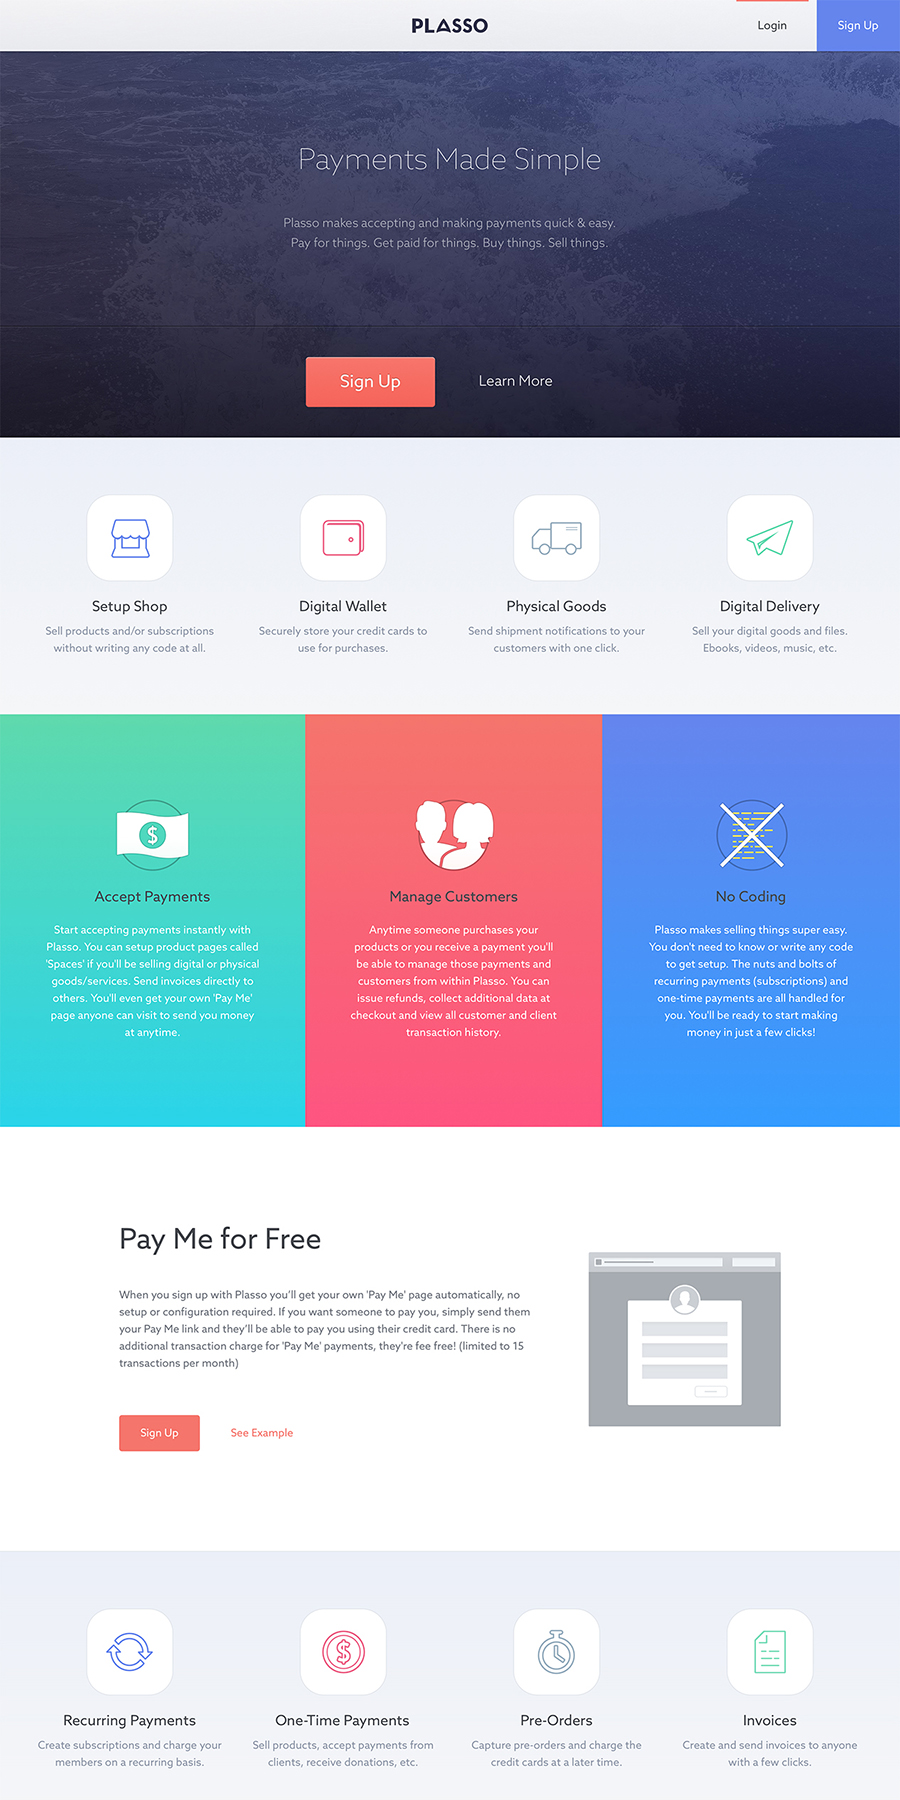 PLASSO
Login
Sign Up
Payments Made Simple
Plasso makes accepting and making payments quick & easy.
Pay for things. Get paid for things. Buy things. Sell things.
Sign Up
Learn More
Setup Shop
Sell products and/or subscriptions
without writing any code at all.
Digital Wallet
Securely store your credit cards to
use for purchases.
Physical Goods
Send shipment notifications to your
customers with one click.
Digital Delivery
Sell your digital goods and files.
Ebooks, videos, music, etc.
$
Accept Payments
Start accepting payments instantly with
Plasso. You can setup product pages called
'Spaces' if you'll be selling digital or physical
goods/services. Send invoices directly to
others. You'll even get your own 'Pay Me'
page anyone can visit to send you money
at anytime.
Manage Customers
Anytime someone purchases your
products or you receive a payment you'll
be able to manage those payments and
customers from within Plasso. You can
issue refunds, collect additional data at
checkout and view all customer and client
transaction history.
No Coding
Plasso makes selling things super easy.
You don't need to know or write any code
to get setup. The nuts and bolts of
recurring payments (subscriptions) and
one-time payments are all handled for
you. You'll be ready to start making
money in just a few clicks!
Pay Me for Free
When you sign up with Plasso you'll get your own 'Pay Me' page automatically, no
setup or configuration required. If you want someone to pay you, simply send them
your Pay Me link and they'll be able to pay you using their credit card. There is no
additional transaction charge for 'Pay Me' payments, they're fee free! (limited to 15
transactions per month)
Sign Up
See Example
Recurring Payments
Create subscriptions and charge your
members on a recurring basis.
$
One-Time Payments
Sell products, accept payments from
clients, receive donations, etc.
Pre-Orders
Capture pre-orders and charge the
credit cards at a later time.
Invoices
Create and send invoices to anyone
with a few clicks.